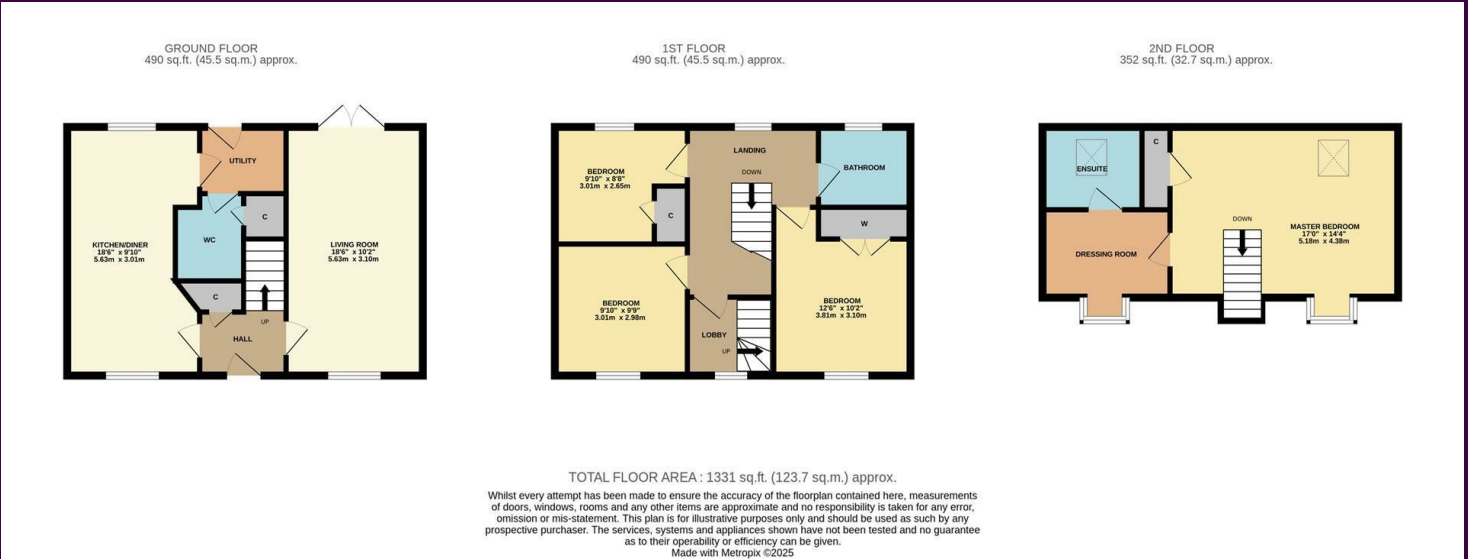 GROUND FLOOR
490 sq.ft. (45.5 sq.m.) approx.
UTILITY
C
WC
KITCHEN/DINER
18'6" x 9'10"
5.63m x 3.01m
LIVING ROOM
18'6" x 10'2"
5.63m x 3.10m
C
UP
HALL
1ST FLOOR
490 sq.ft. (45.5 sq.m.) approx.
LANDING
DOWN
BATHROOM
BEDROOM
9'10" x 8'8"
3.01m x 2.65m
C
W
BEDROOM
9'10" x 9'9"
3.01m x 2.98m
BEDROOM
12'6" x 10'2"
3.81m x 3.10m
LOBBY
UP
2ND FLOOR
352 sq.ft. (32.7 sq.m.) approx.
C
ENSUITE
DOWN
MASTER BEDROOM
17'0" x 14'4"
5.18m x 4.38m
DRESSING ROOM
TOTAL FLOOR AREA : 1331 sq.ft. (123.7 sq.m.) approx.
Whilst every attempt has been made to ensure the accuracy of the floorplan contained here, measurements
of doors, windows, rooms and any other items are approximate and no responsibility is taken for any error,
omission or mis-statement. This plan is for illustrative purposes only and should be used as such by any
prospective purchaser. The services, systems and appliances shown have not been tested and no guarantee
as to their operability or efficiency can be given.
Made with Metropix ©2025